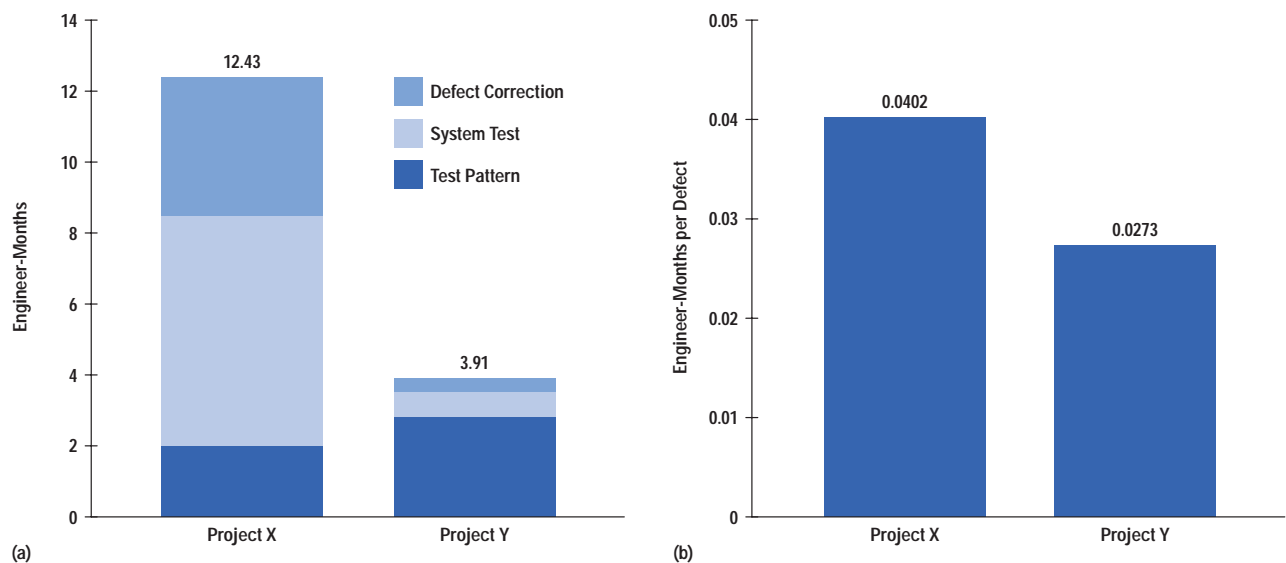 14
12
10
8
6
4
2
0
Engineer-Months
12.43
3.91
Defect Correction
System Test
Test Pattern
Project X
Project Y
(a)
0.05
0.04
0.03
0.02
0.01
0
Engineer-Months per Defect
0.0402
0.0273
Project X
Project Y
(b)